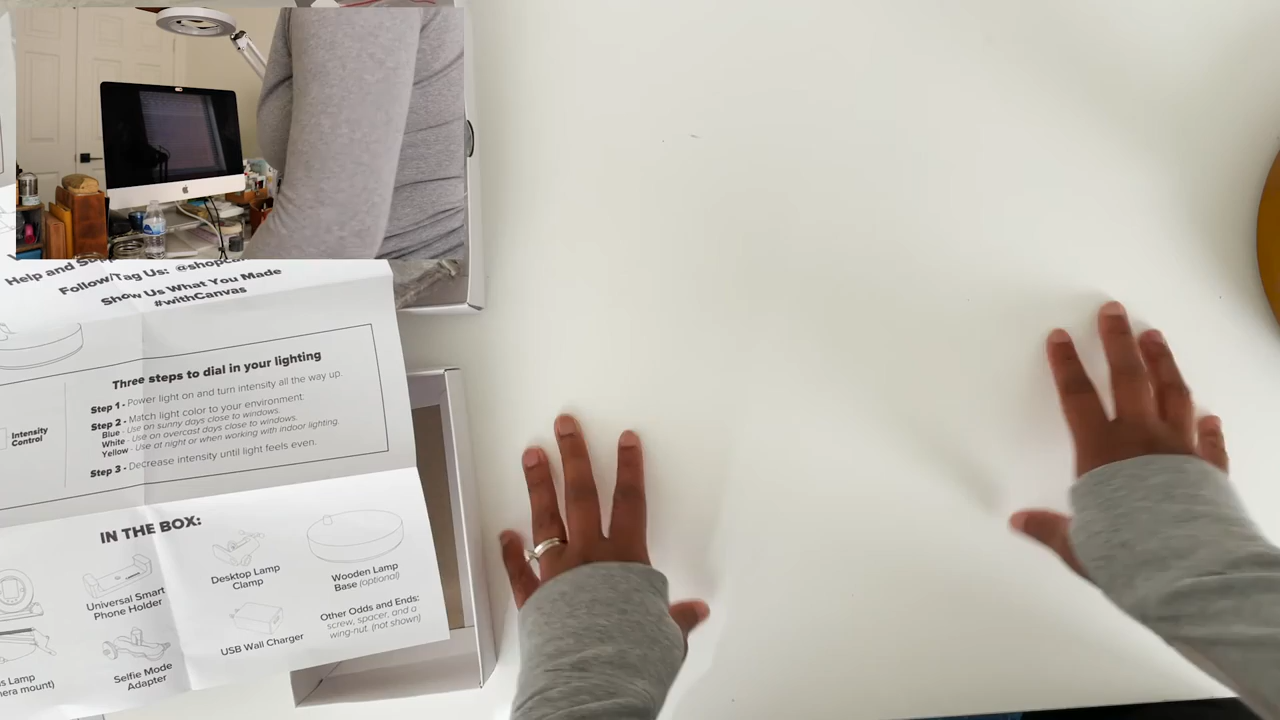 Help and
Follow/Tag Us:
Show Us What You Made
#withCanvas
Three steps to dial in your lighting
Step 1 - Power light on and turn intensity all the way up.
Step 2 - Match light color to your environment:
Blue - Use on sunny days close to windows.
White - Use an overcast days close to windows.
Yellow - Use at night or when working with indoor lighting.
Step 3 - Decrease intensity until light feels even.
Intensity
Control
IN THE BOX:
Universal Smart
Phone Holder
Desktop Lamp
Clamp
Wooden Lamp
Base (optional)
Lamp
mount)
Selfie Mode
Adapter
USB Wall Charger
Other Odds and Ends:
screw, spacer, and a
wing-nut. (not shown)